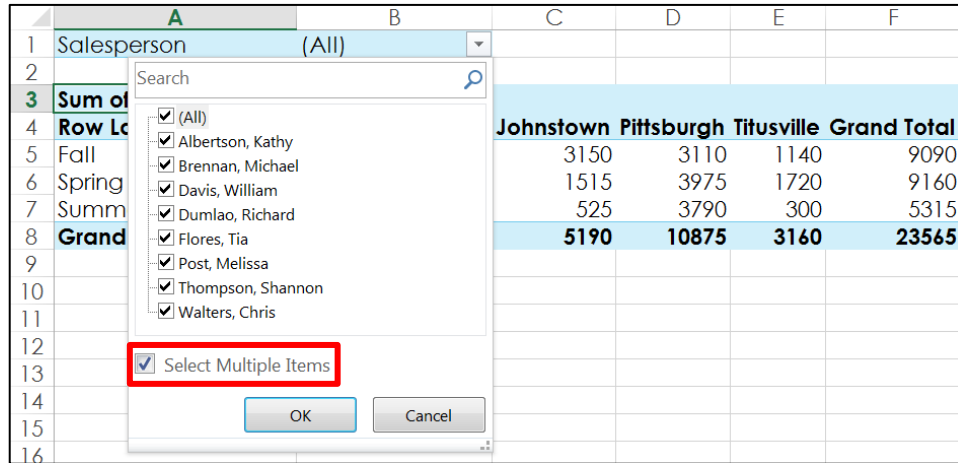 A B C D E F
1 Salesperson (All)
2
Search
3 Sum of
(All)
4 Row La Johnstown Pittsburgh Titusville Grand Total
Albertson, Kathy
5 Fall 3150 3110 1140 9090
Brennan, Michael
6 Spring 1515 3975 1720 9160
Davis, William
7 Summ 525 3790 300 5315
Dumlao, Richard
8 Grand 5190 10875 3160 23565
Flores, Tia
9
Post, Melissa
10
Thompson, Shannon
11
Walters, Chris
12
13
Select Multiple Items
14
OK Cancel
15
16